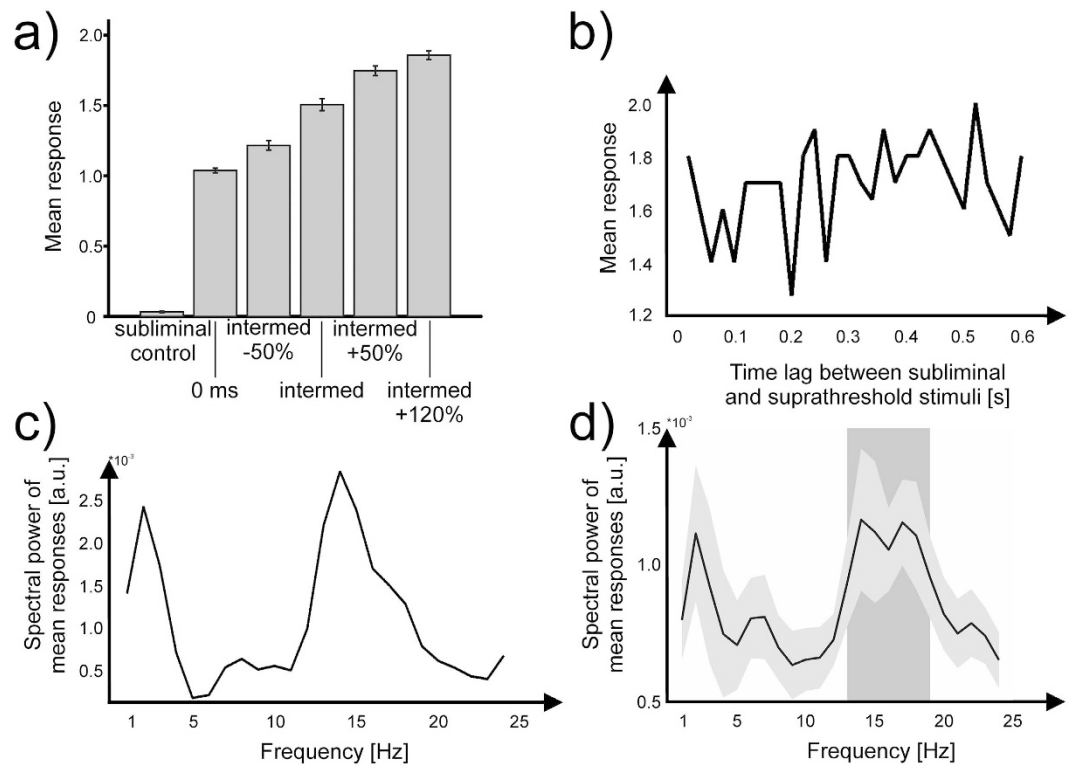 a)
Mean response
2.0
1.5
1.0
0.5
0
subliminal
control
0 ms
intermed
-50%
intermed
intermed
+50%
intermed
+120%
b)
Mean response
2.0
1.8
1.6
1.4
1.2
0 0.1 0.2 0.3 0.4 0.5 0.6
Time lag between subliminal
and suprathreshold stimuli [s]
c)
Spectral power of
mean responses [a.u.]
*10⁻³
2.5
2.0
1.5
1.0
0.5
1 5 10 15 20 25
Frequency [Hz]
d)
Spectral power of
mean responses [a.u.]
*10⁻³
1.5
1.0
0.5
1 5 10 15 20 25
Frequency [Hz]